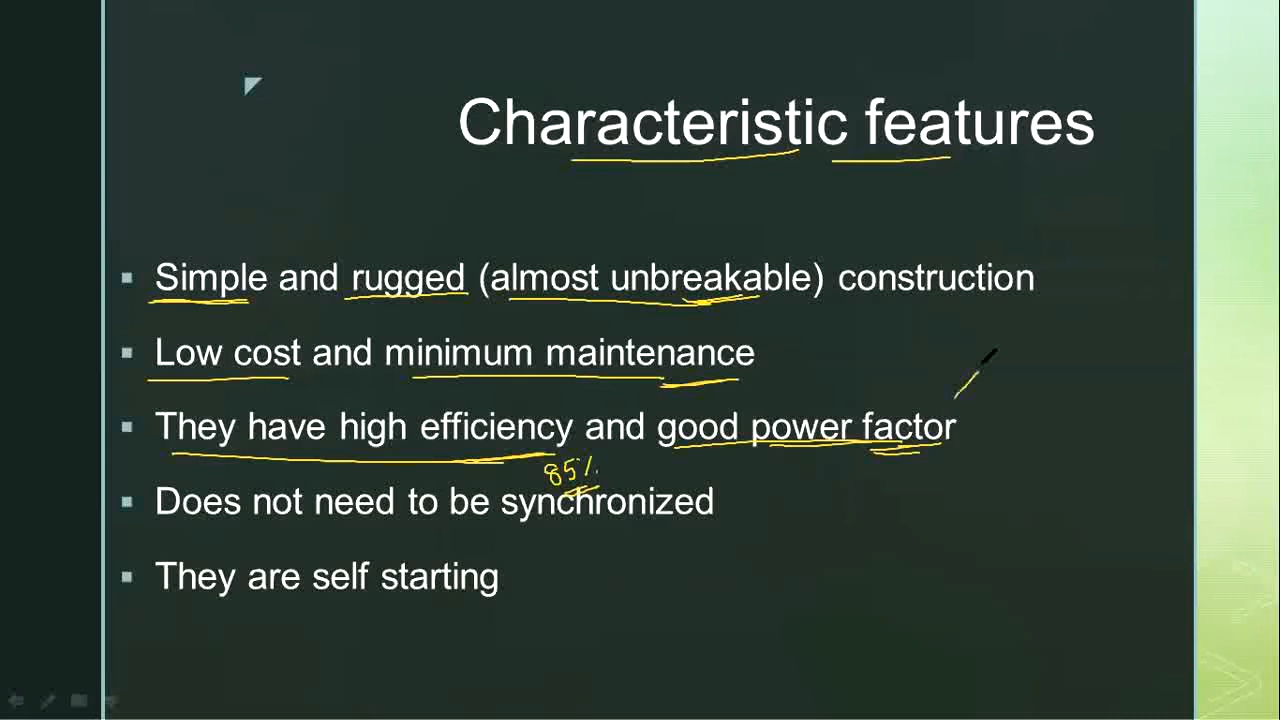 Characteristic features
▪ Simple and rugged (almost unbreakable) construction
▪ Low cost and minimum maintenance
▪ They have high efficiency and good power factor
85%
▪ Does not need to be synchronized
▪ They are self starting